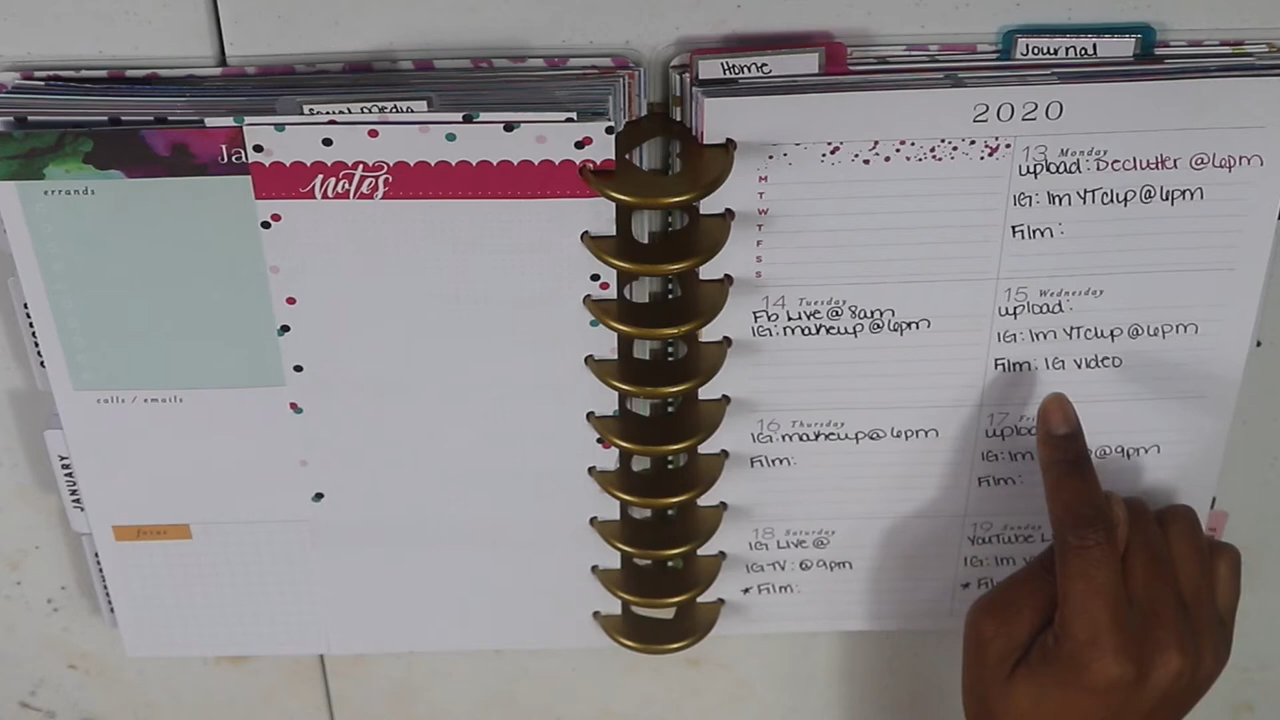 Home
Journal
Social Media
Ja
errands
notes
calls / emails
focus
JANUARY
OCTOBER
2020
M
T
W
T
F
S
S
13 Monday
upload: Declutter @6pm
IG: 1m YTclip @ 6pm
Film:
14 Tuesday
Fb Live @ 8am
IG: makeup @ 6pm
15 Wednesday
upload:
IG: 1m YTclip @ 6pm
Film: IG video
16 Thursday
IG: makeup @ 6pm
Film:
17
IG: 1m @9pm
Film:
18 Saturday
IG Live @
IGTV: @9pm
* Film:
19 Sunday
YouTube L
IG: 1m